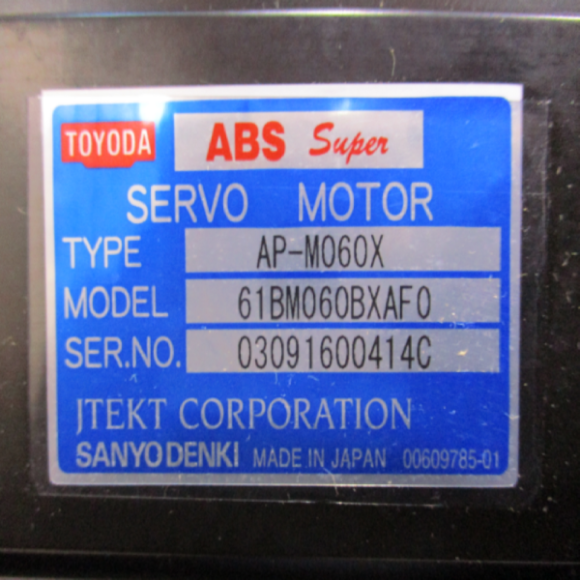 TOYODA ABS Super
SERVO MOTOR
TYPE AP-M060X
MODEL 61BM060BXAF0
SER.NO. 03091600414C
JTEKT CORPORATION
SANYO DENKI MADE IN JAPAN 00609785-01